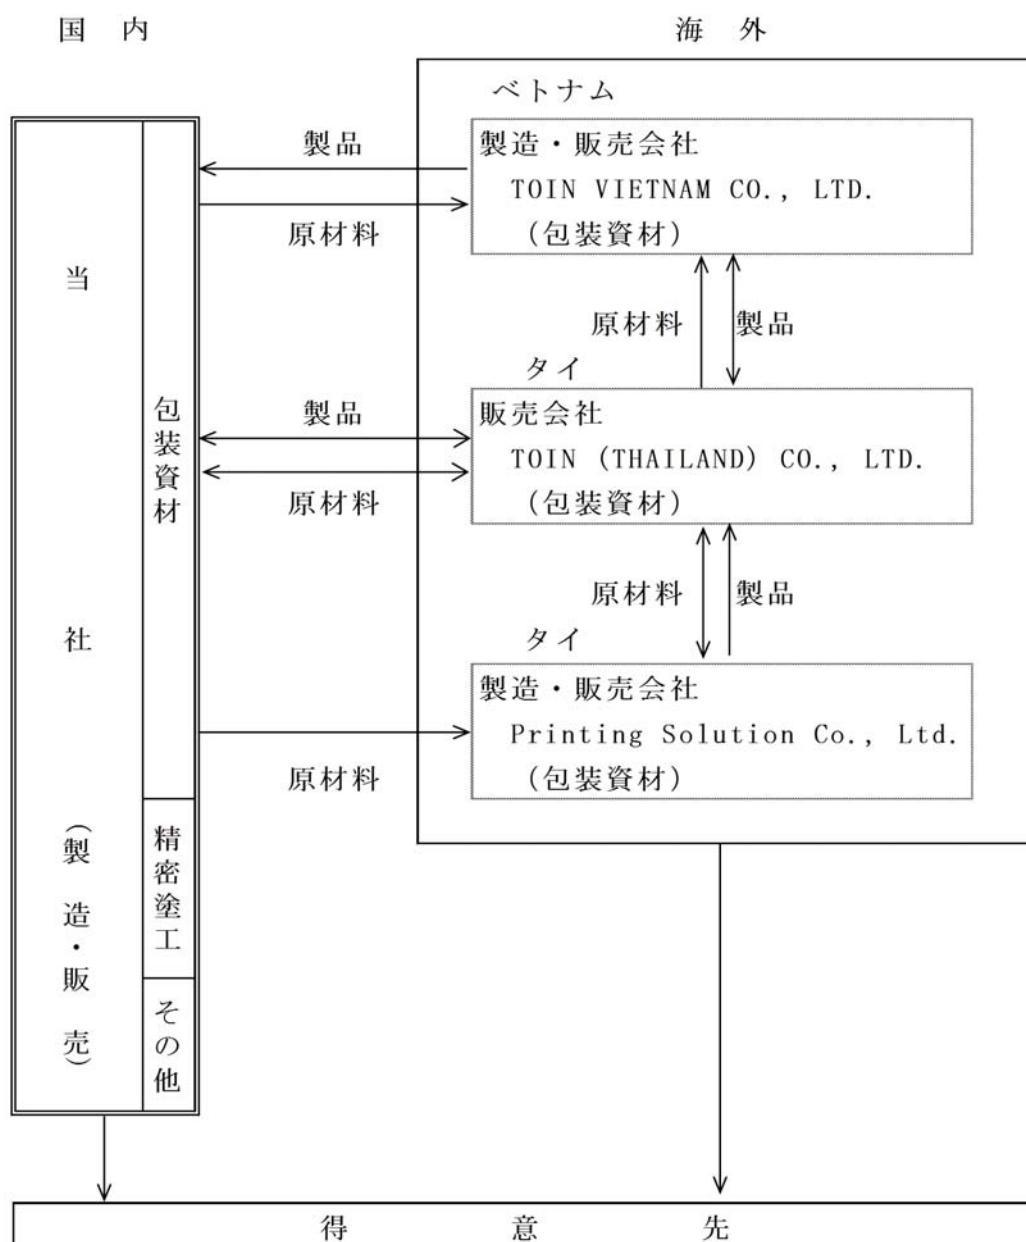 国内
海外
ベトナム
製造・販売会社
TOIN VIETNAM CO., LTD.
（包装資材）
製品
原材料
原材料
製品
タイ
販売会社
TOIN (THAILAND) CO., LTD.
（包装資材）
製品
原材料
原材料
製品
タイ
製造・販売会社
Printing Solution Co., Ltd.
（包装資材）
原材料
当社（製造・販売）
包装資材
精密塗工
その他
得意先